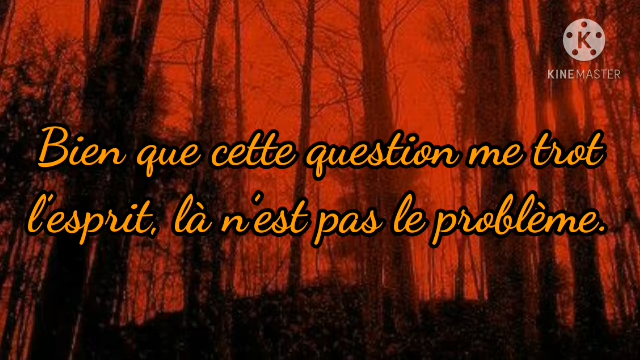 K
KINEMASTER
Bien que cette question me trot
l'esprit, là n'est pas le problème.